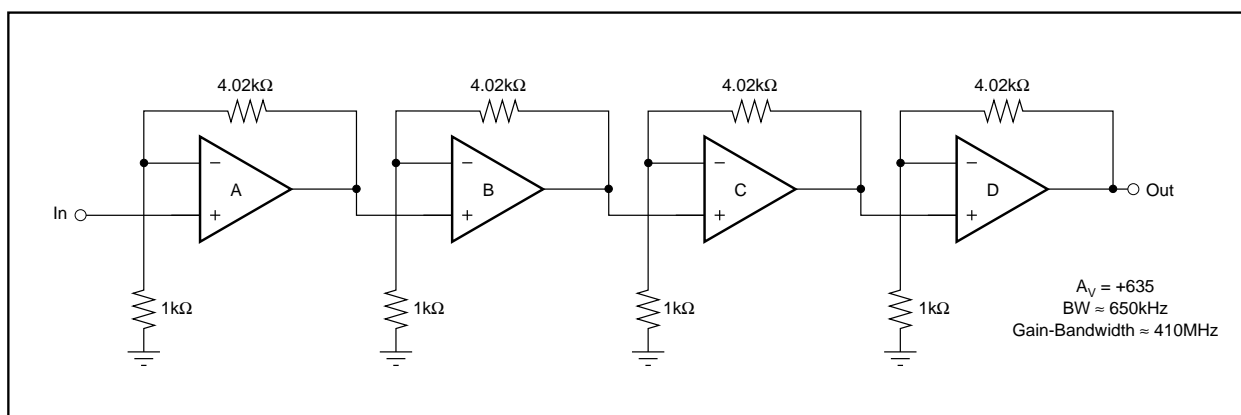 4.02kΩ
4.02kΩ
4.02kΩ
4.02kΩ
−
A
+
−
B
+
−
C
+
−
D
+
In
Out
1kΩ
1kΩ
1kΩ
1kΩ
AV = +635
BW ≈ 650kHz
Gain-Bandwidth ≈ 410MHz